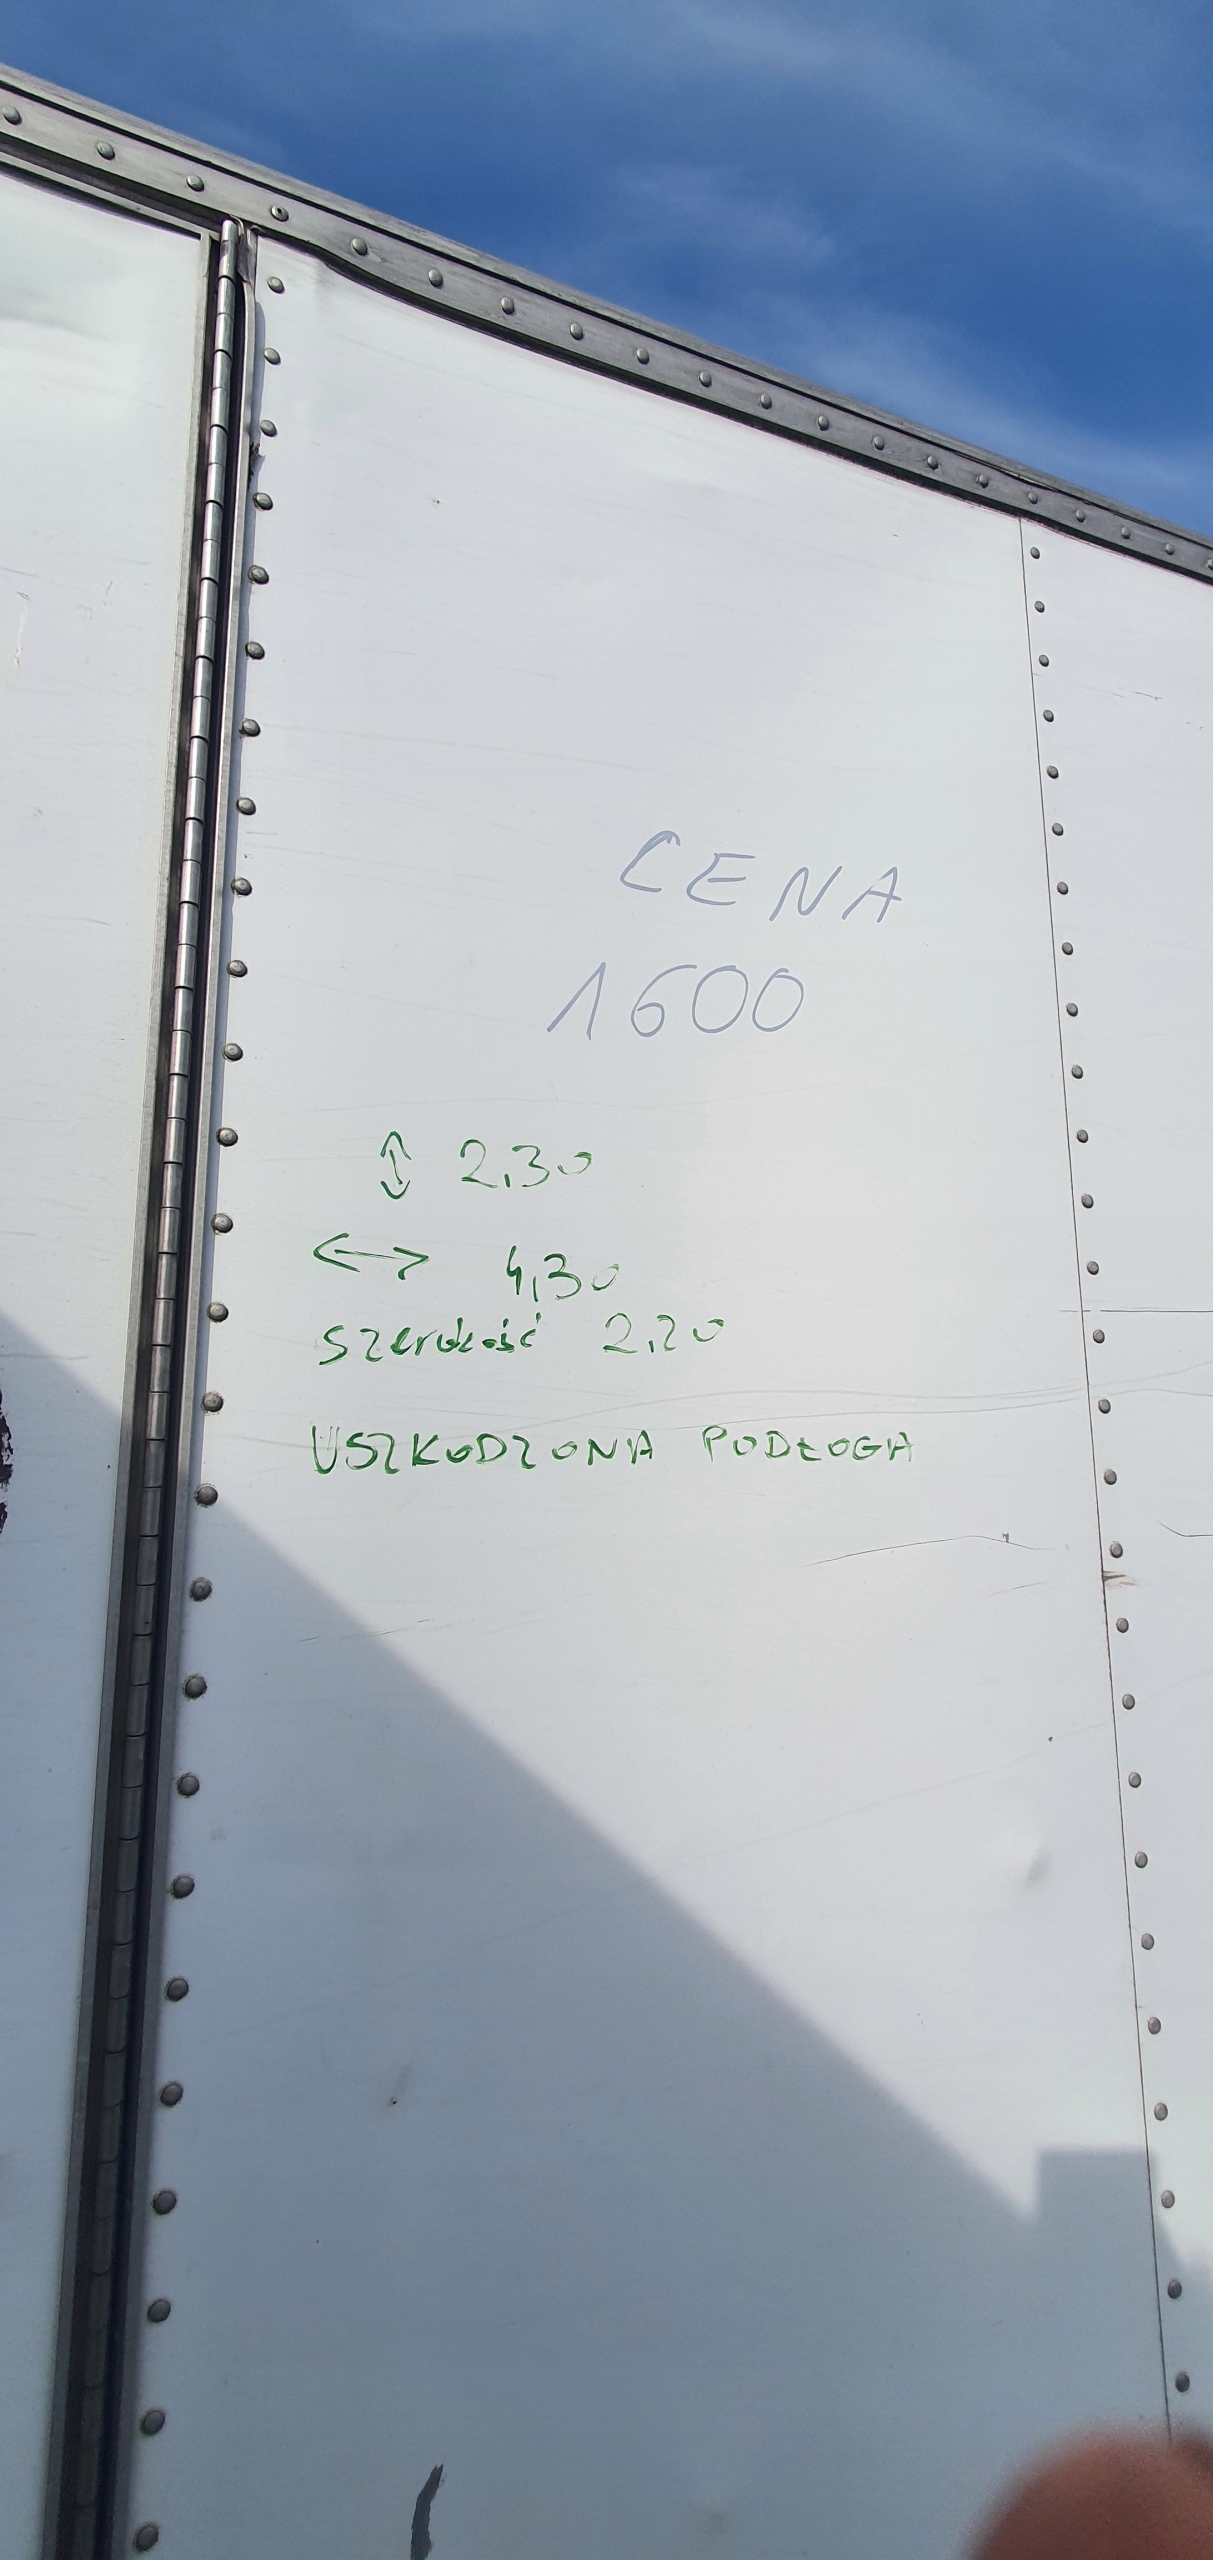 CENA
1600
↕ 2,30
↔ 4,30
szerokość 2,20
USZKODZONA PODŁOGA